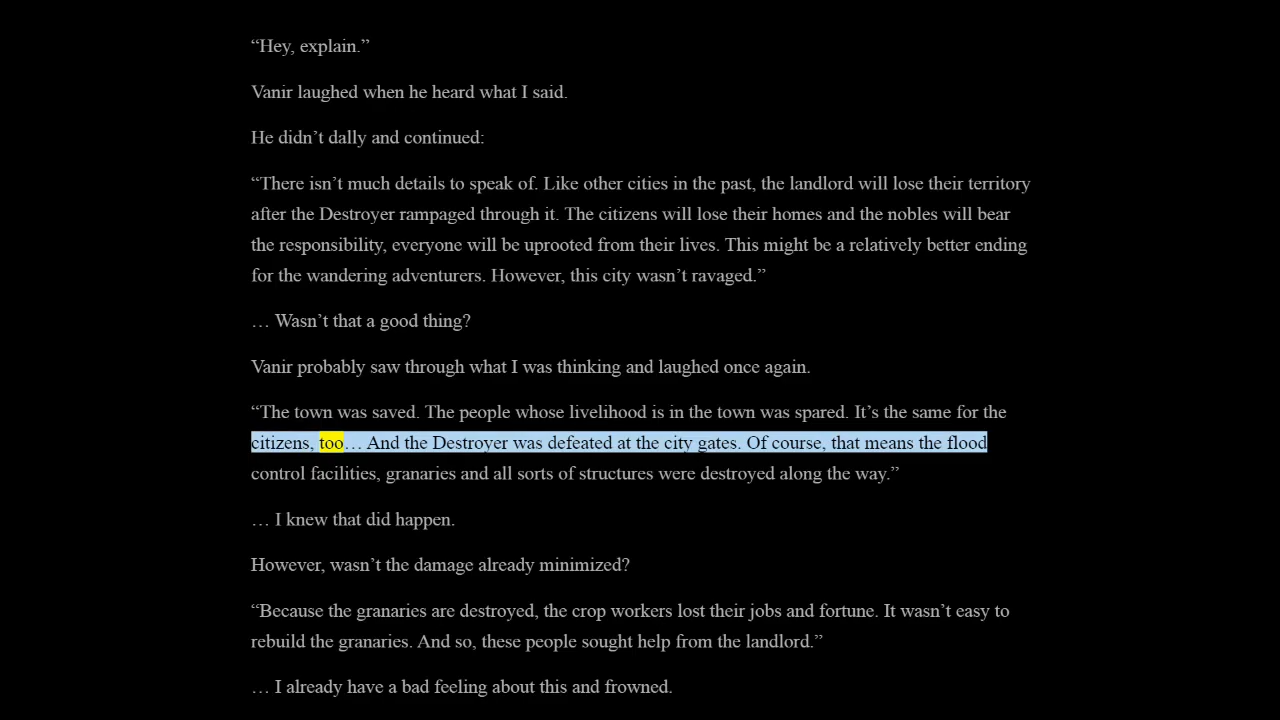 “Hey, explain.”
Vanir laughed when he heard what I said.
He didn’t dally and continued:
“There isn’t much details to speak of. Like other cities in the past, the landlord will lose their territory
after the Destroyer rampaged through it. The citizens will lose their homes and the nobles will bear
the responsibility, everyone will be uprooted from their lives. This might be a relatively better ending
for the wandering adventurers. However, this city wasn’t ravaged.”
… Wasn’t that a good thing?
Vanir probably saw through what I was thinking and laughed once again.
“The town was saved. The people whose livelihood is in the town was spared. It’s the same for the
citizens, too… And the Destroyer was defeated at the city gates. Of course, that means the flood
control facilities, granaries and all sorts of structures were destroyed along the way.”
… I knew that did happen.
However, wasn’t the damage already minimized?
“Because the granaries are destroyed, the crop workers lost their jobs and fortune. It wasn’t easy to
rebuild the granaries. And so, these people sought help from the landlord.”
… I already have a bad feeling about this and frowned.